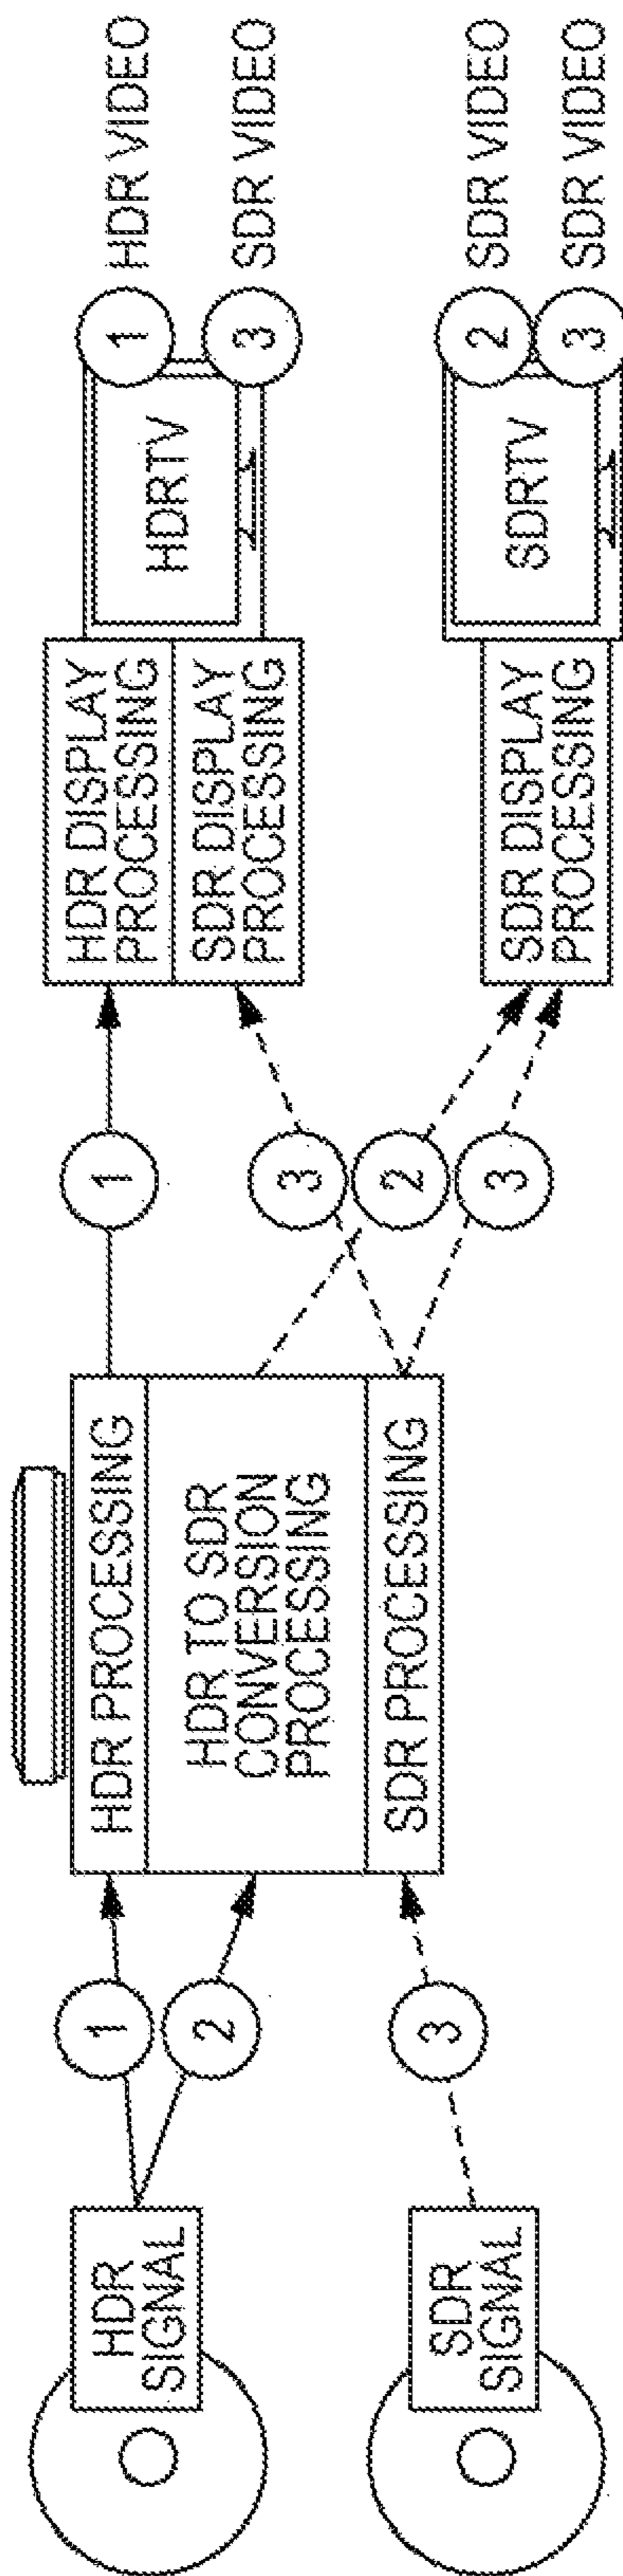 HDR
SIGNAL
SDR
SIGNAL
1
2
3
HDR PROCESSING
HDR TO SDR
CONVERSION
PROCESSING
SDR PROCESSING
1
3
2
3
HDR DISPLAY
PROCESSING
SDR DISPLAY
PROCESSING
SDR DISPLAY
PROCESSING
HDRTV
SDRTV
1
HDR VIDEO
3
SDR VIDEO
2
SDR VIDEO
3
SDR VIDEO